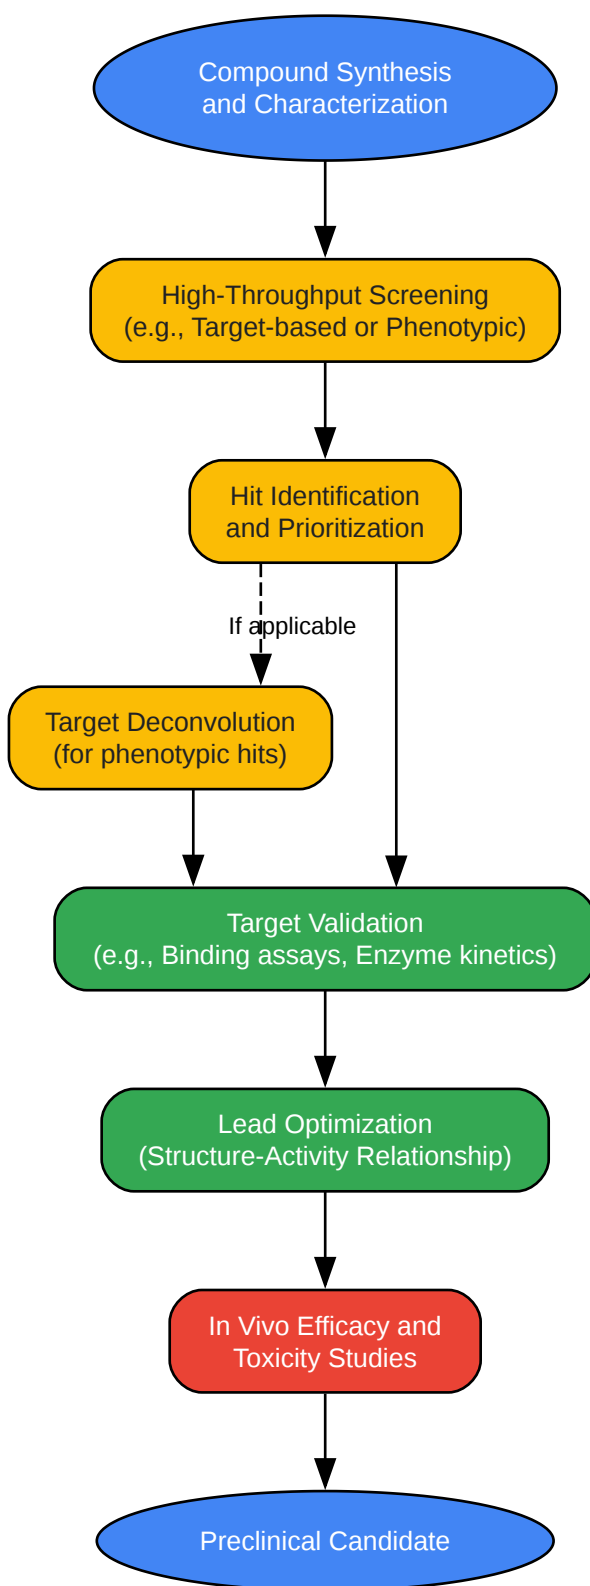 Compound Synthesis
and Characterization
High-Throughput Screening
(e.g., Target-based or Phenotypic)
Hit Identification
and Prioritization
If applicable
Target Deconvolution
(for phenotypic hits)
Target Validation
(e.g., Binding assays, Enzyme kinetics)
Lead Optimization
(Structure-Activity Relationship)
In Vivo Efficacy and
Toxicity Studies
Preclinical Candidate